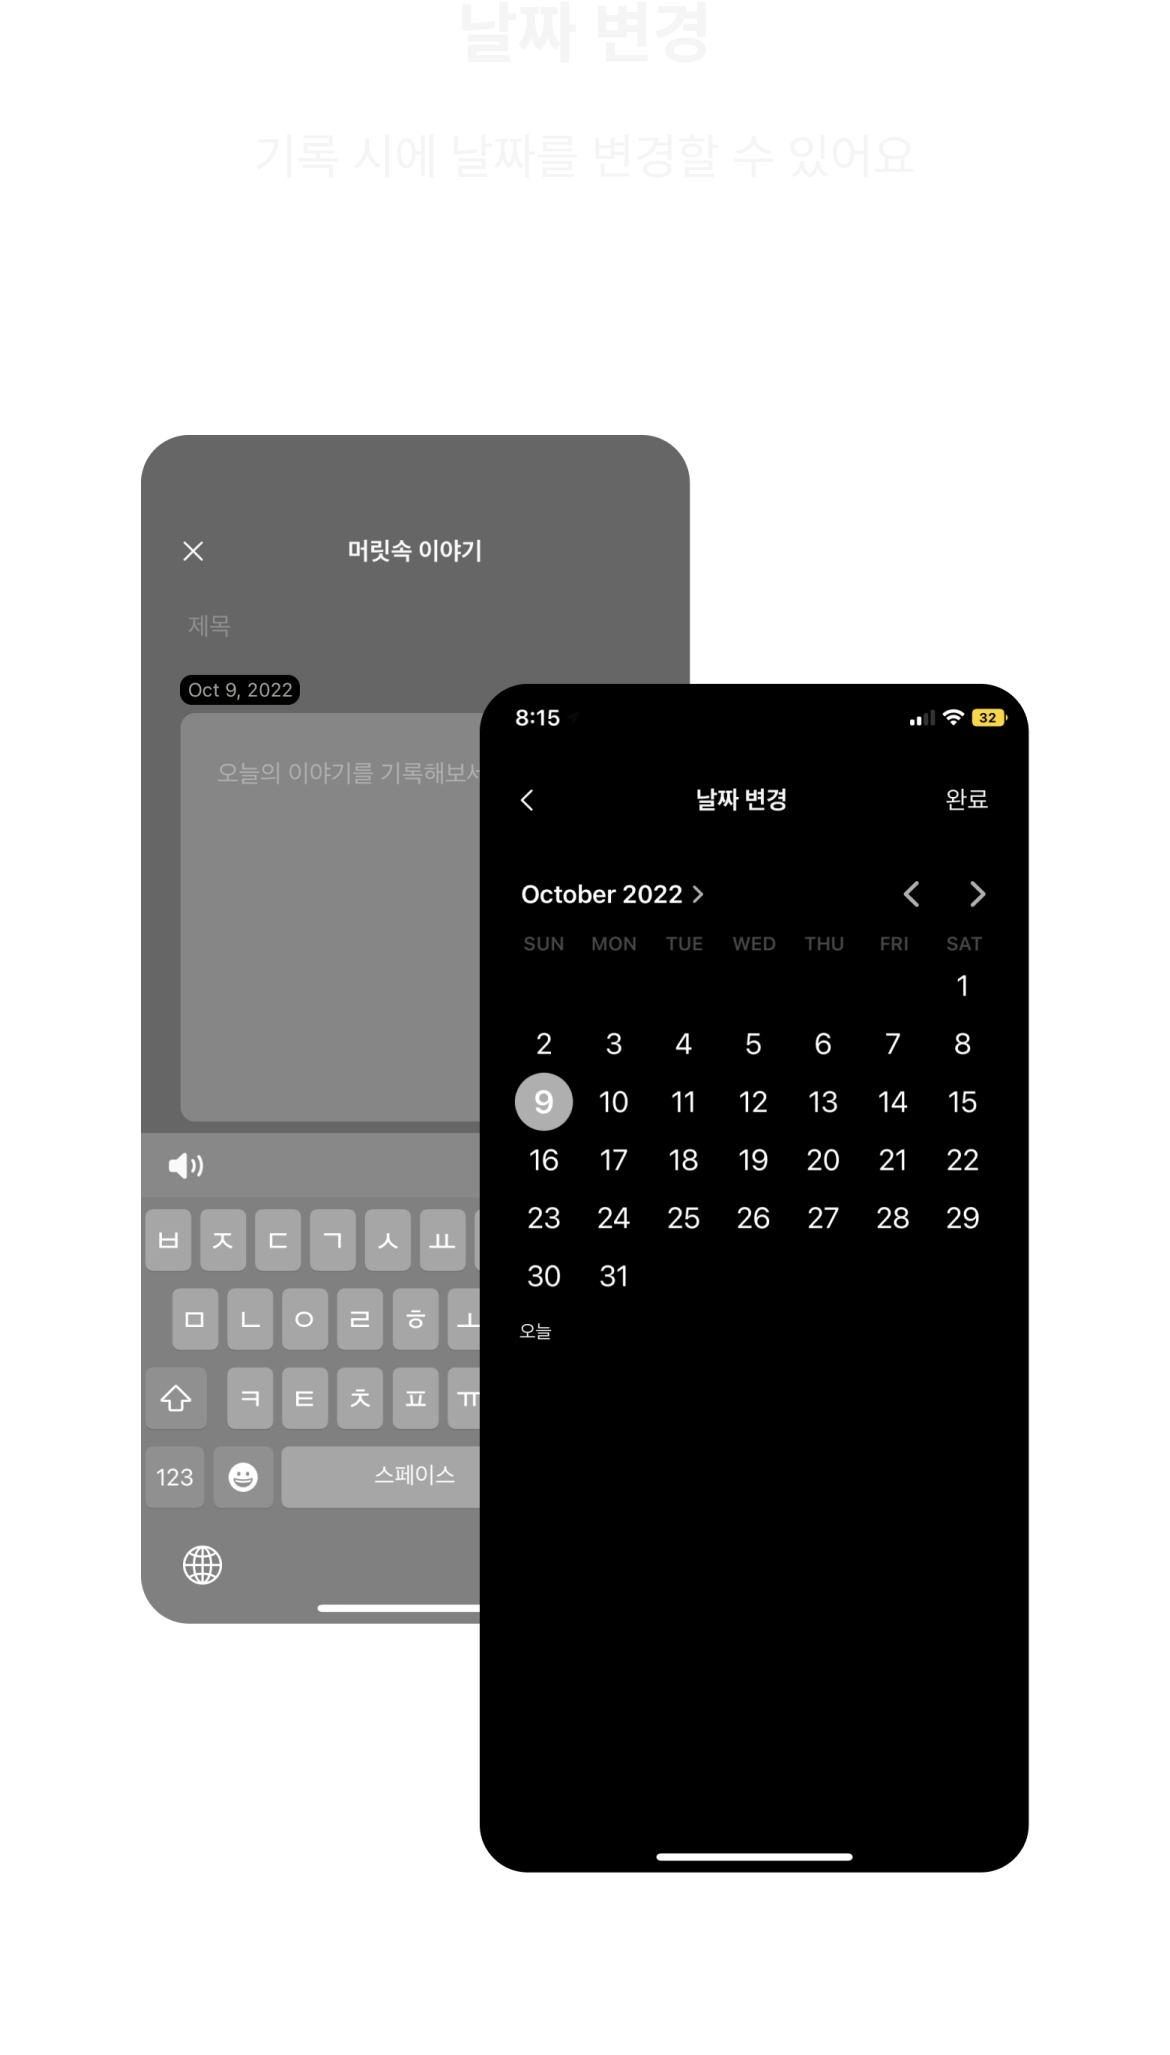 날짜 변경
기록 시에 날짜를 변경할 수 있어요
머릿속 이야기
제목
Oct 9, 2022
오늘의 이야기를 기록해보
ㅂ ㅈ ㄷ ㄱ ㅅ ㅛ
ㅁ ㄴ ㅇ ㄹ ㅎ ㅗ
ㅋ ㅌ ㅊ ㅍ ㅠ
123 스페이스
8:15 32
날짜 변경 완료
October 2022
SUN MON TUE WED THU FRI SAT
1
2 3 4 5 6 7 8
9 10 11 12 13 14 15
16 17 18 19 20 21 22
23 24 25 26 27 28 29
30 31
오늘